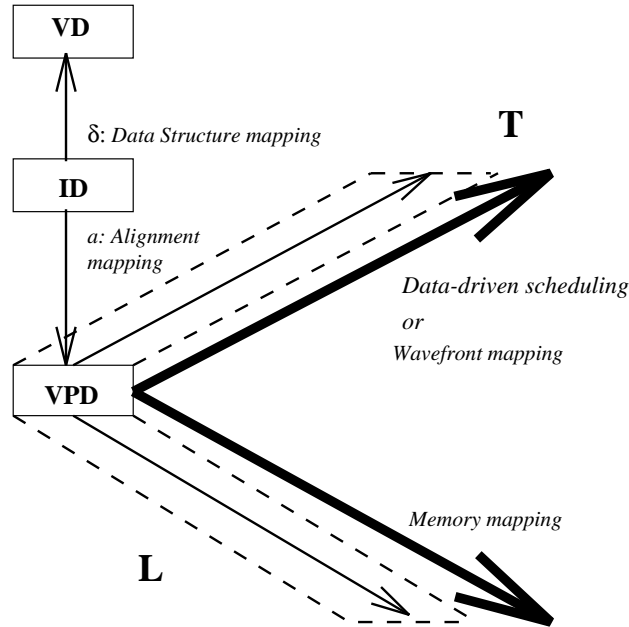 VD
T
δ: Data Structure mapping
ID
a: Alignment
mapping
Data-driven scheduling
or
Wavefront mapping
VPD
Memory mapping
L